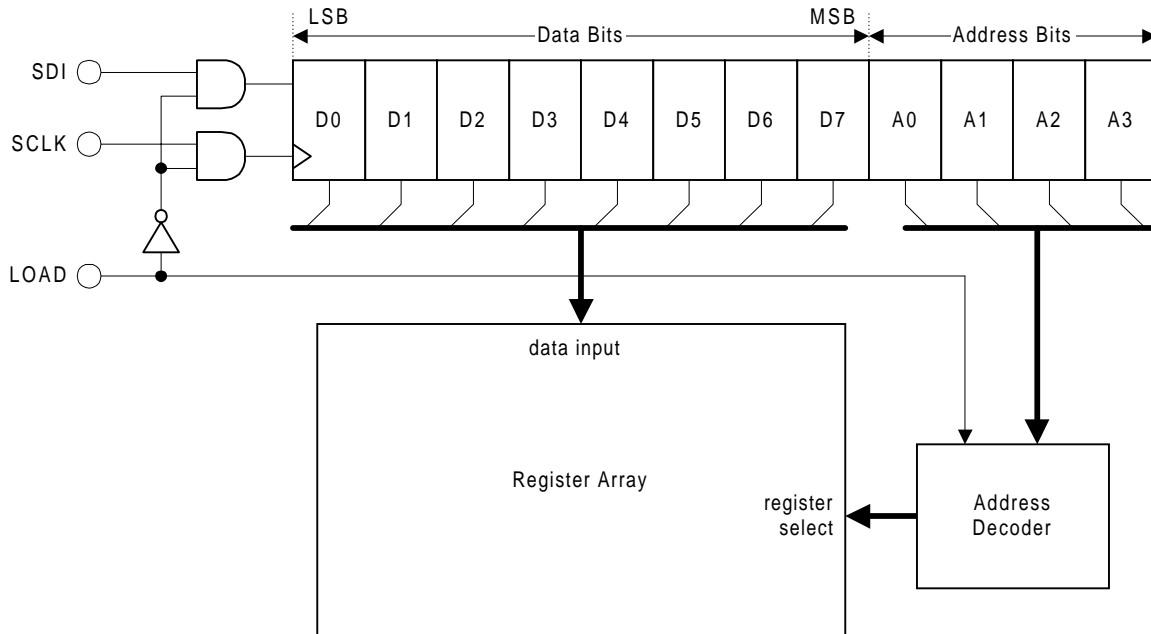 LSB MSB
Data Bits Address Bits
SDI
D0 D1 D2 D3 D4 D5 D6 D7 A0 A1 A2 A3
SCLK
LOAD
data input
Register Array
register
select
Address
Decoder